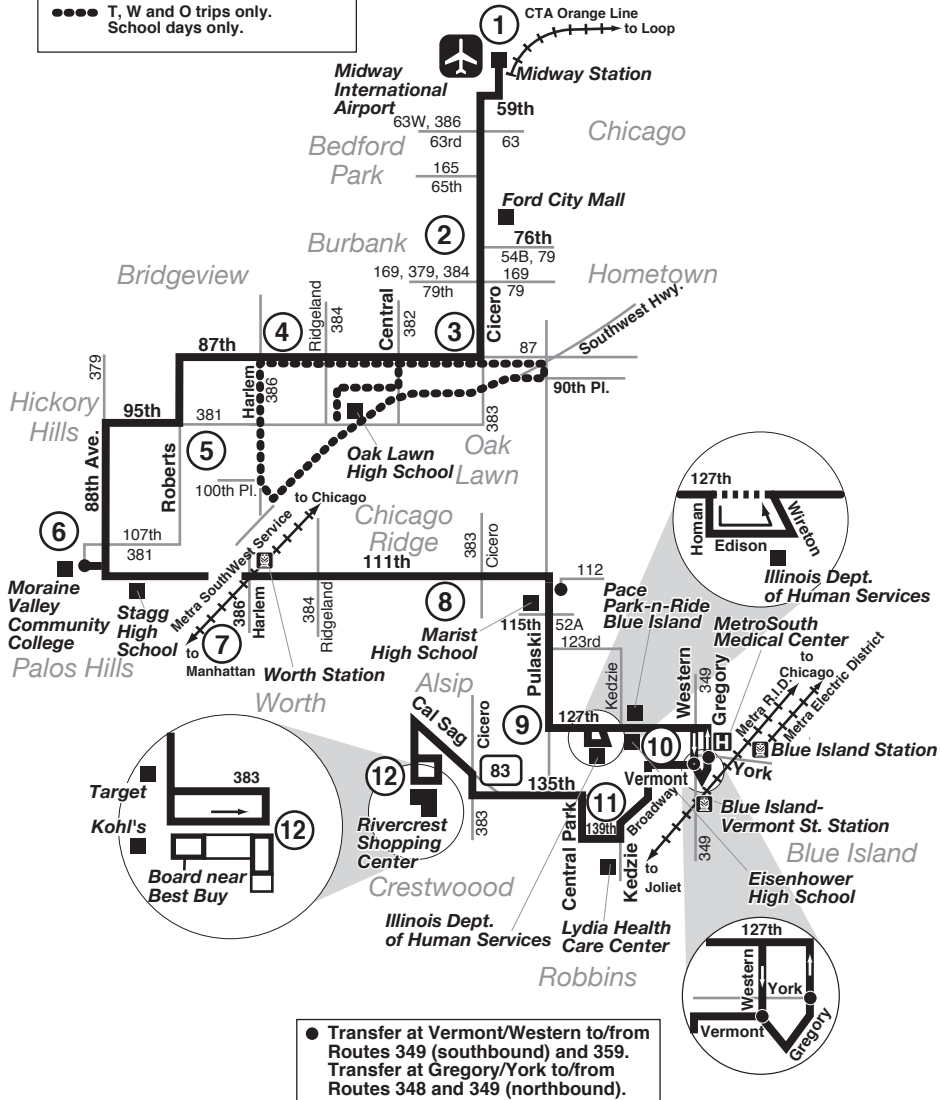 T, W and O trips only.
School days only.
1
CTA Orange Line
to Loop
Midway Station
Midway
International
Airport
59th
63W, 386
63rd
63
Chicago
Bedford
Park
165
65th
Ford City Mall
2
Burbank
76th
54B, 79
169, 379, 384
79th
169
79
Hometown
Bridgeview
Ridgeland
384
Central
382
Cicero
Southwest Hwy.
4
3
87th
87
379
Harlem
386
90th Pl.
Hickory
Hills
95th
381
383
88th Ave.
Roberts
5
Oak Lawn
High School
Oak
Lawn
100th Pl.
to Chicago
127th
Homan
Wireton
Edison
6
107th
381
Metra SouthWest Service
Chicago
Ridge
383
Cicero
111th
112
Illinois Dept.
of Human Services
Moraine
Valley
Community
College
Stagg
High
School
to
Manhattan
386
Harlem
384
Ridgeland
8
Marist
High School
115th
52A
123rd
Pace
Park-n-Ride
Blue Island
MetroSouth
Medical Center
7
Worth Station
Palos Hills
Worth
Alsip
Pulaski
Kedzie
Western
349
Gregory
to
Chicago
Metra R.I.D.
Metra Electric District
Cal Sag
Cicero
9
127th
10
H
Blue Island Station
12
83
Vermont
York
135th
383
Target
Kohl's
12
383
Board near
Best Buy
Rivercrest
Shopping
Center
11
139th
Central Park
Kedzie
Broadway
Blue Island-
Vermont St. Station
349
Blue Island
to
Joliet
Crestwoood
Eisenhower
High School
Illinois Dept.
of Human Services
Lydia Health
Care Center
Robbins
127th
Western
York
Vermont
Gregory
● Transfer at Vermont/Western to/from
Routes 349 (southbound) and 359.
Transfer at Gregory/York to/from
Routes 348 and 349 (northbound).